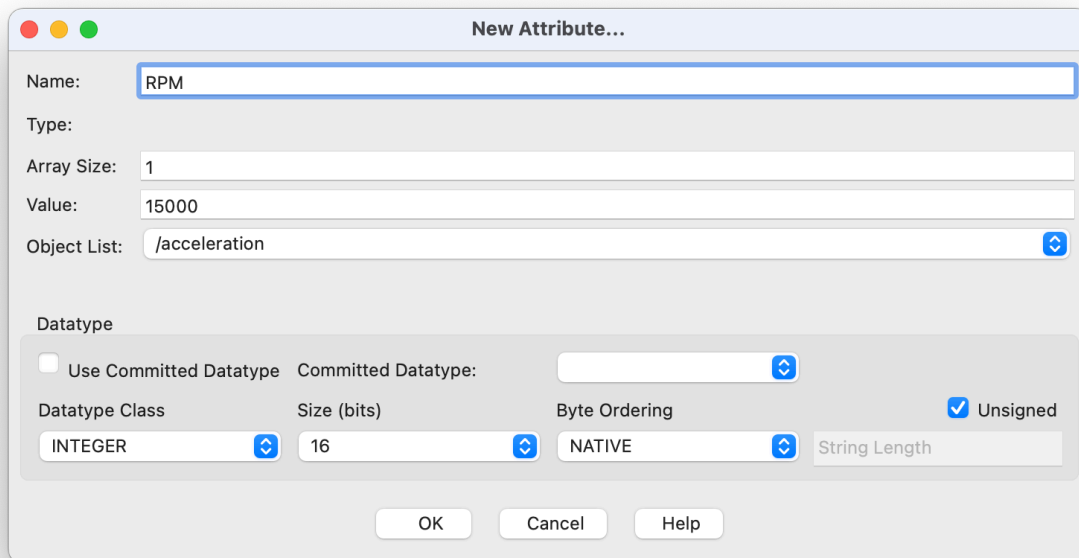 New Attribute...
Name: RPM
Type:
Array Size: 1
Value: 15000
Object List: /acceleration
Datatype
Use Committed Datatype Committed Datatype:
Datatype Class Size (bits) Byte Ordering Unsigned
INTEGER 16 NATIVE String Length
OK Cancel Help